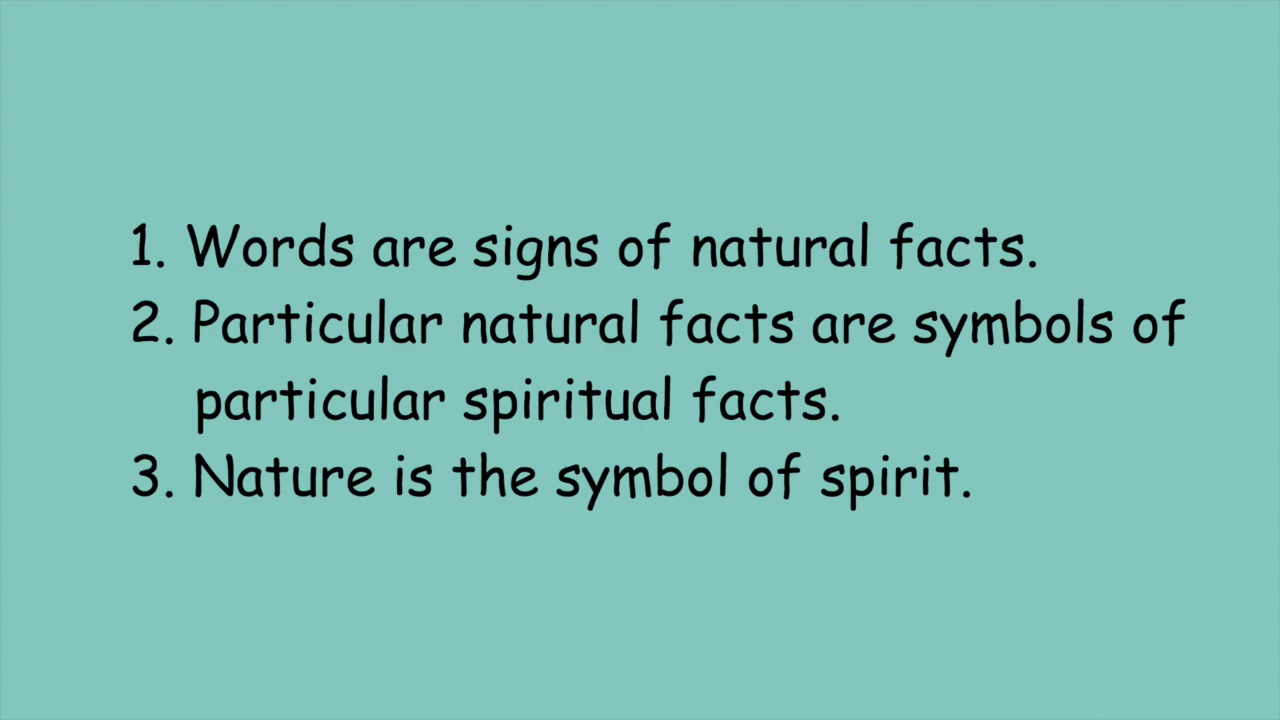 1. Words are signs of natural facts.
2. Particular natural facts are symbols of
particular spiritual facts.
3. Nature is the symbol of spirit.